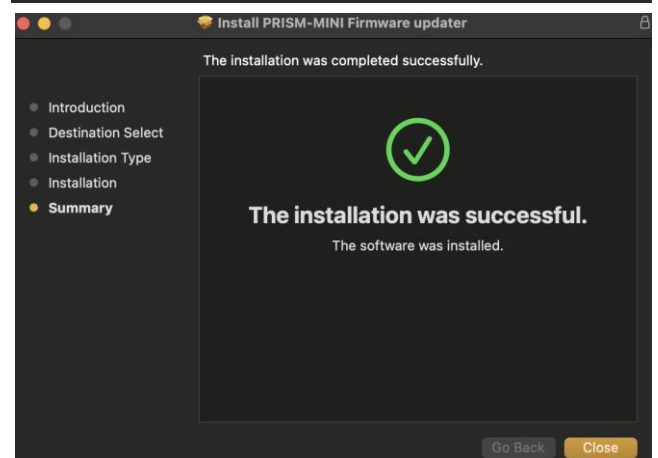 Install PRISM-MINI Firmware updater
The installation was completed successfully.
Introduction
Destination Select
Installation Type
Installation
Summary
The installation was successful.
The software was installed.
Go Back
Close